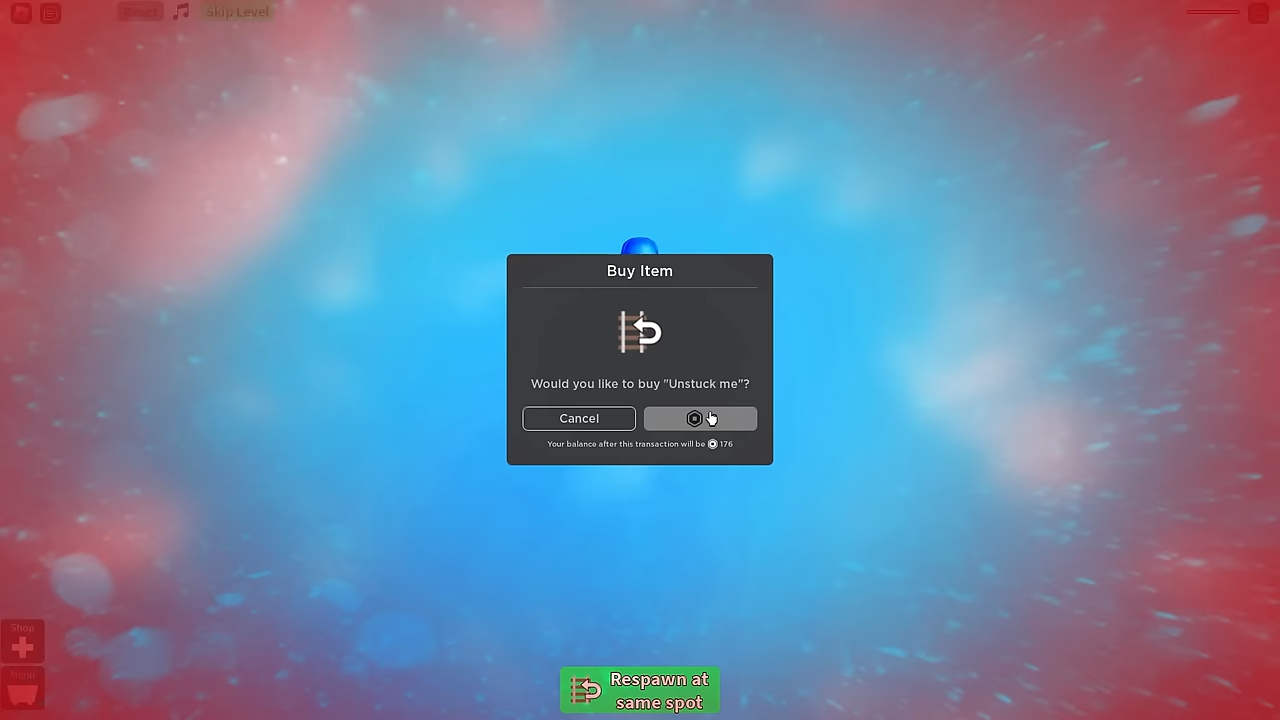 React
Skip Level
Buy Item
Would you like to buy "Unstuck me"?
Cancel
Your balance after this transaction will be 176
Shop
Menu
Respawn at
same spot